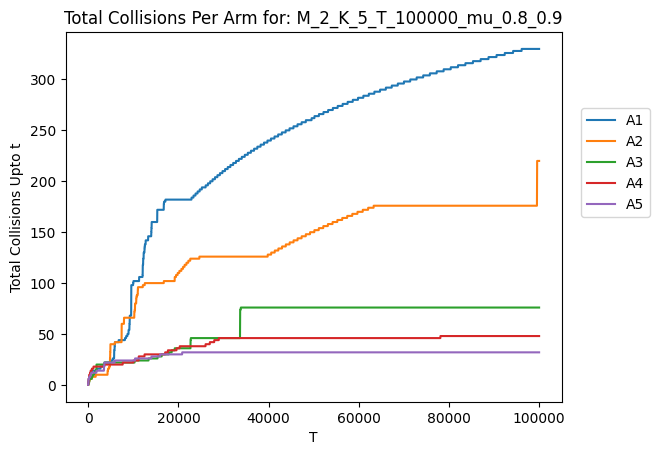 Total Collisions Per Arm for: M_2_K_5_T_100000_mu_0.8_0.9
Total Collisions Upto t
300
250
200
150
100
50
0
0 20000 40000 60000 80000 100000
T
A1
A2
A3
A4
A5